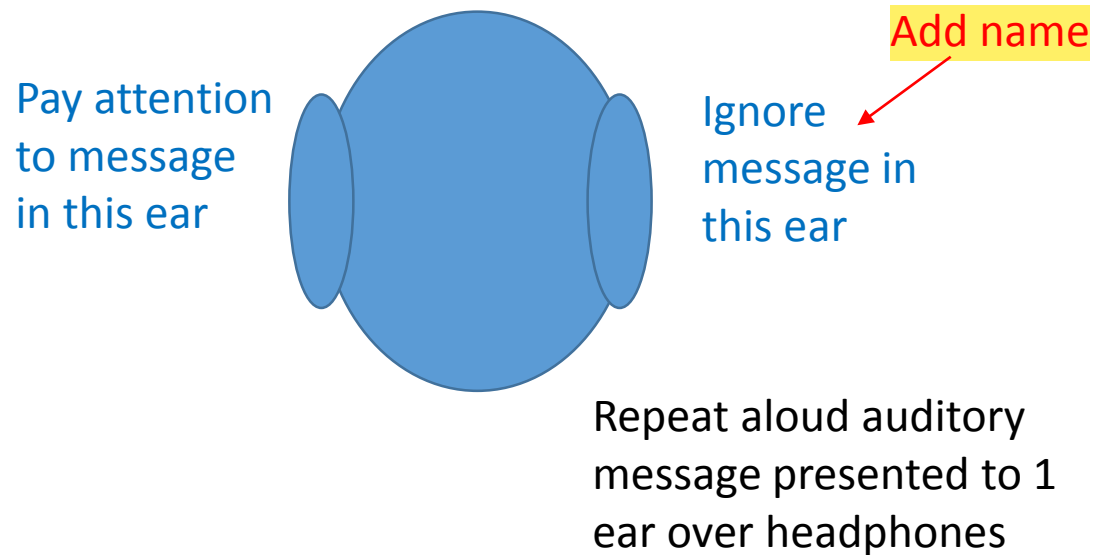 Add name
Pay attention
to message
in this ear
Ignore
message in
this ear
Repeat aloud auditory
message presented to 1
ear over headphones